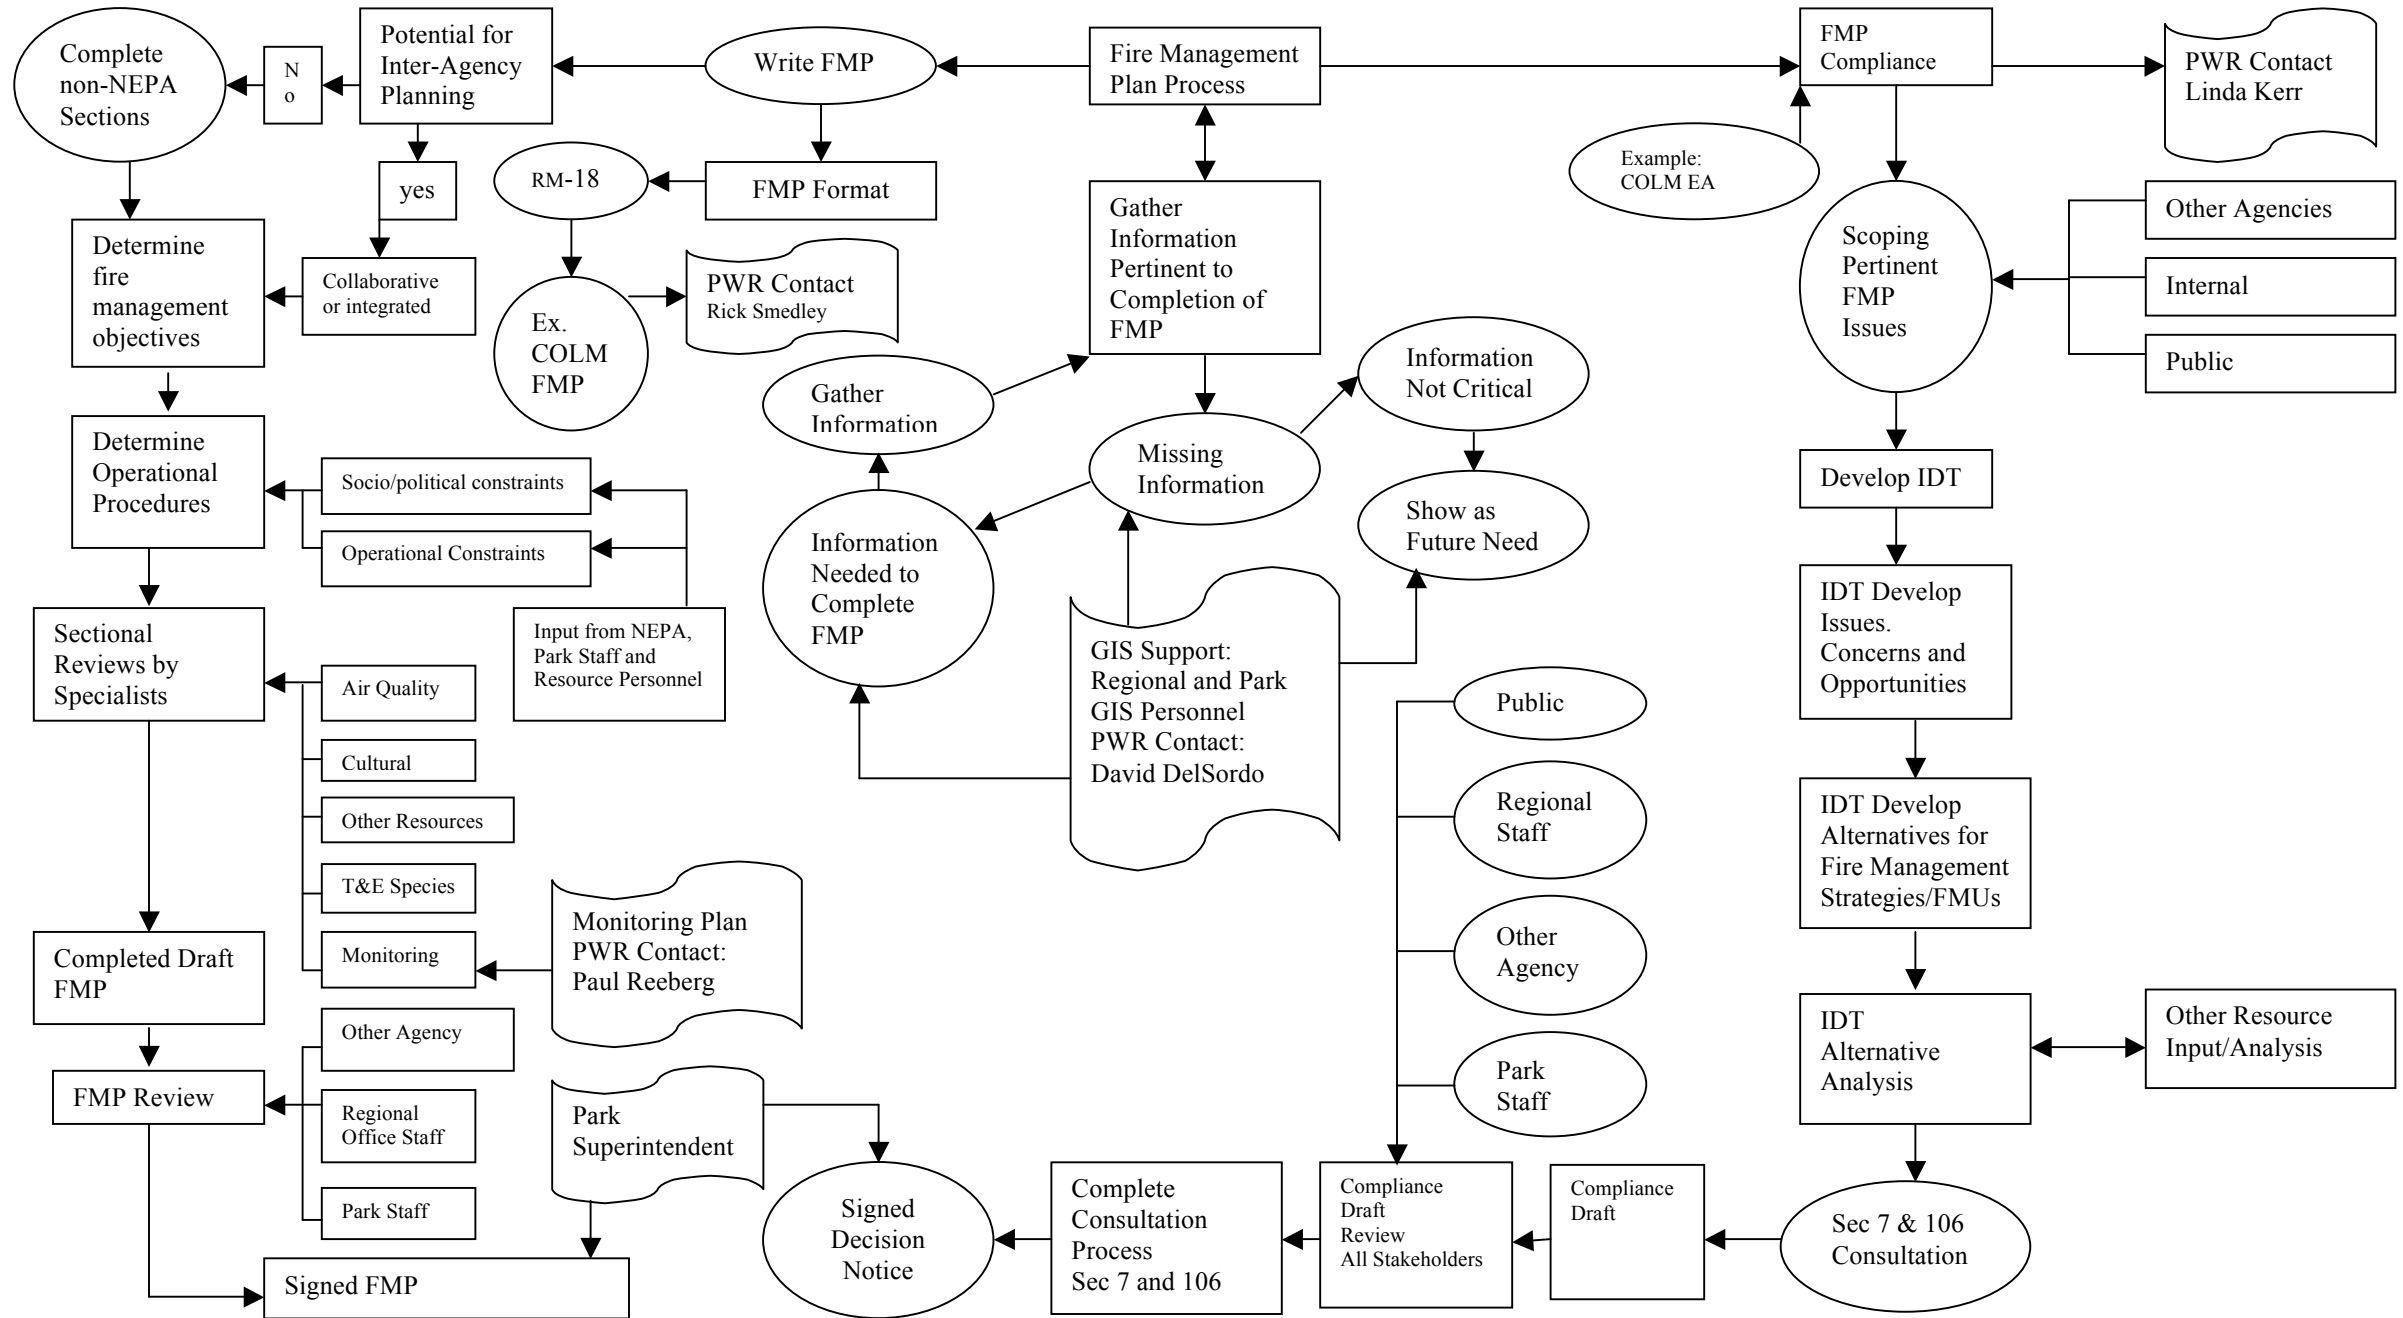 Complete
non-NEPA
Sections
N
o
Potential for
Inter-Agency
Planning
Write FMP
Fire Management
Plan Process
FMP
Compliance
PWR Contact
Linda Kerr
yes
RM-18
FMP Format
Example:
COLM EA
Determine
fire
management
objectives
Collaborative
or integrated
PWR Contact
Rick Smedley
Gather
Information
Pertinent to
Completion of
FMP
Scoping
Pertinent
FMP
Issues
Other Agencies
Internal
Public
Ex.
COLM
FMP
Gather
Information
Information
Not Critical
Determine
Operational
Procedures
Socio/political constraints
Operational Constraints
Missing
Information
Show as
Future Need
Develop IDT
Information
Needed to
Complete
FMP
IDT Develop
Issues.
Concerns and
Opportunities
Sectional
Reviews by
Specialists
Input from NEPA,
Park Staff and
Resource Personnel
GIS Support:
Regional and Park
GIS Personnel
PWR Contact:
David DelSordo
Air Quality
Cultural
Other Resources
T&E Species
Monitoring
Public
Regional
Staff
Other
Agency
Park
Staff
IDT Develop
Alternatives for
Fire Management
Strategies/FMUs
Monitoring Plan
PWR Contact:
Paul Reeberg
Completed Draft
FMP
IDT
Alternative
Analysis
Other Resource
Input/Analysis
Other Agency
FMP Review
Regional
Office Staff
Park Staff
Park
Superintendent
Signed FMP
Signed
Decision
Notice
Complete
Consultation
Process
Sec 7 and 106
Compliance
Draft
Review
All Stakeholders
Compliance
Draft
Sec 7 & 106
Consultation